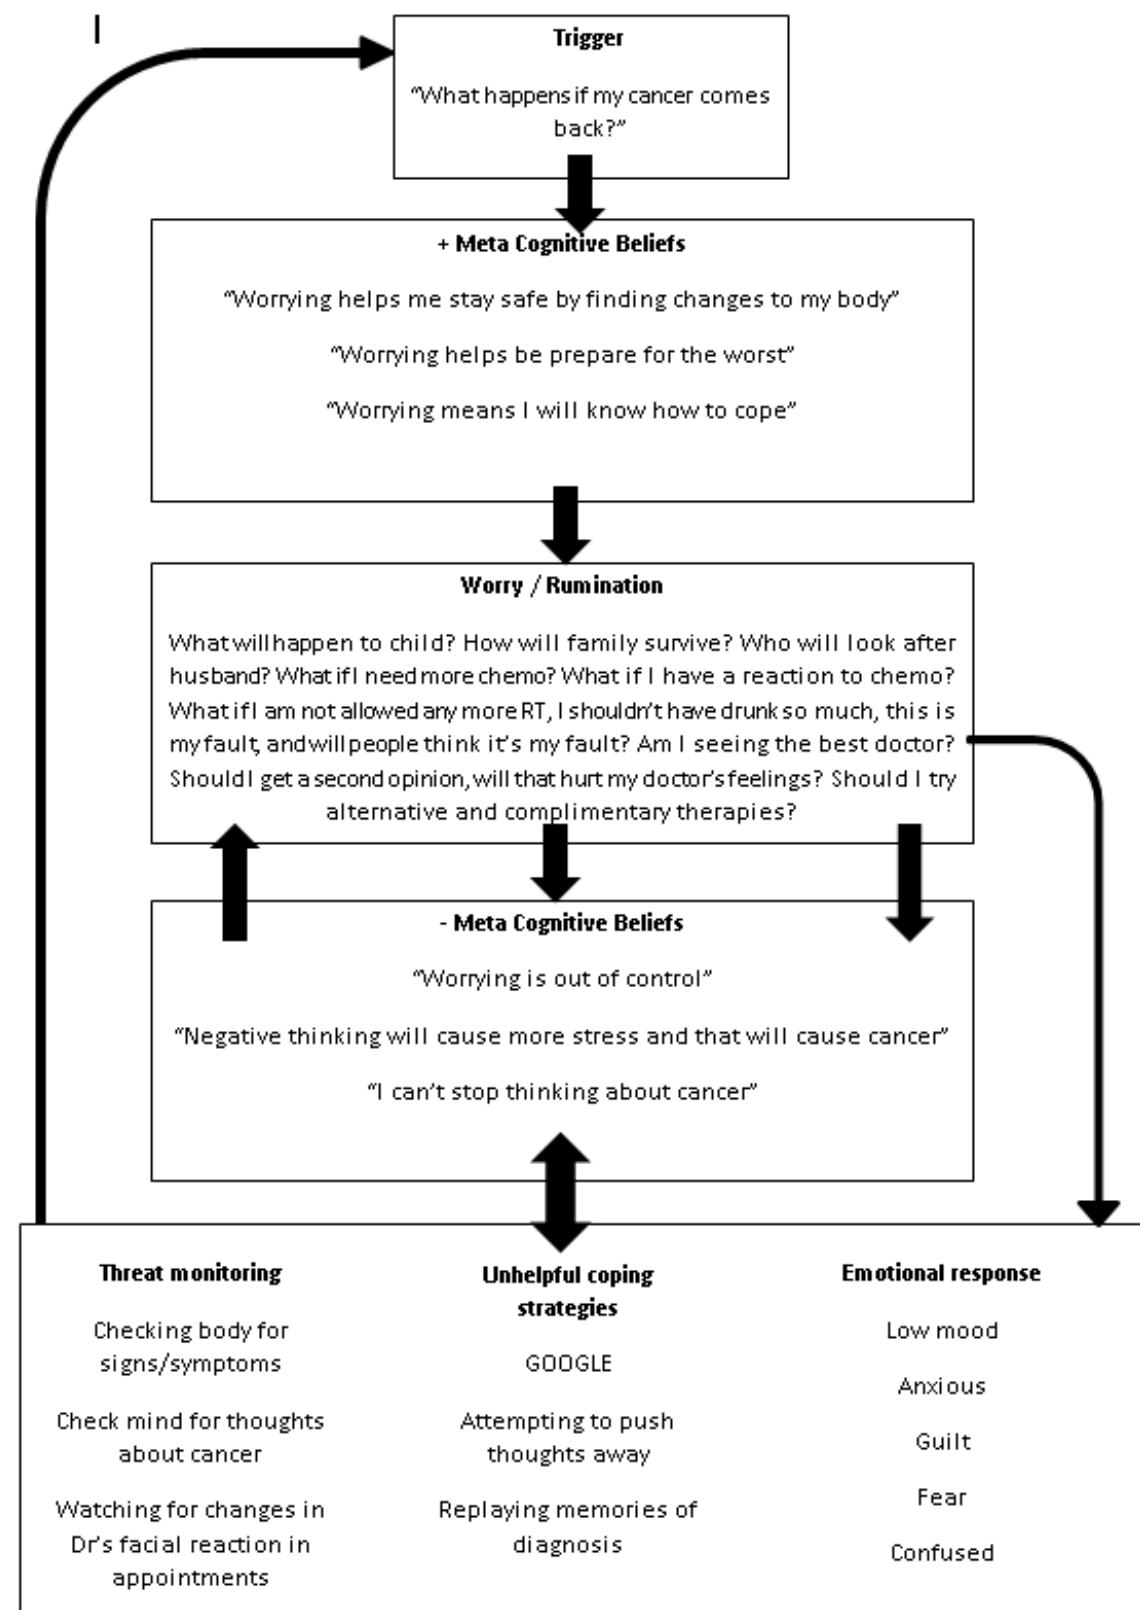 Trigger
“What happens if my cancer comes
back?”
+ Meta Cognitive Beliefs
“Worrying helps me stay safe by finding changes to my body”
“Worrying helps be prepare for the worst”
“Worrying means I will know how to cope”
Worry / Rumination
What will happen to child? How will family survive? Who will look after
husband? What if I need more chemo? What if I have a reaction to chemo?
What if I am not allowed any more RT, I shouldn’t have drunk so much, this is
my fault, and will people think it’s my fault? Am I seeing the best doctor?
Should I get a second opinion, will that hurt my doctor’s feelings? Should I try
alternative and complimentary therapies?
- Meta Cognitive Beliefs
“Worrying is out of control”
“Negative thinking will cause more stress and that will cause cancer”
“I can’t stop thinking about cancer”
Threat monitoring
Checking body for
signs/symptoms
Check mind for thoughts
about cancer
Watching for changes in
Dr’s facial reaction in
appointments
Unhelpful coping
strategies
GOOGLE
Attempting to push
thoughts away
Replaying memories of
diagnosis
Emotional response
Low mood
Anxious
Guilt
Fear
Confused